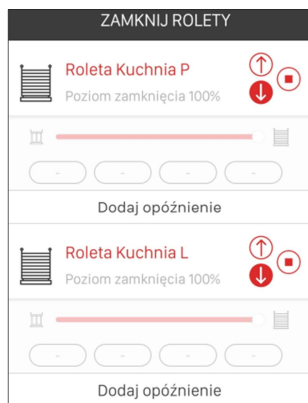 ZAMKNIJ ROLETY
Roleta Kuchnia P
Poziom zamknięcia 100%
- - - -
Dodaj opóźnienie
Roleta Kuchnia L
Poziom zamknięcia 100%
- - - -
Dodaj opóźnienie